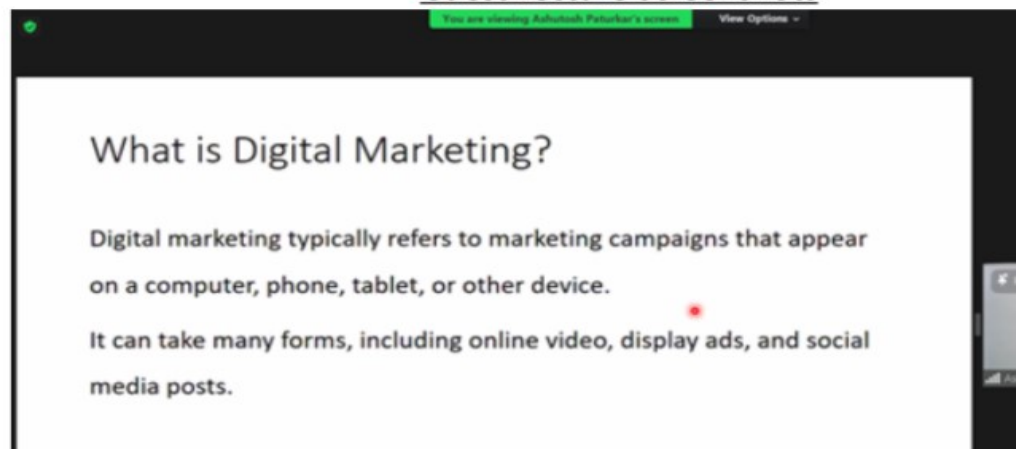 You are viewing Ashutosh Paturkar's screen View Options
What is Digital Marketing?
Digital marketing typically refers to marketing campaigns that appear
on a computer, phone, tablet, or other device.
It can take many forms, including online video, display ads, and social
media posts.